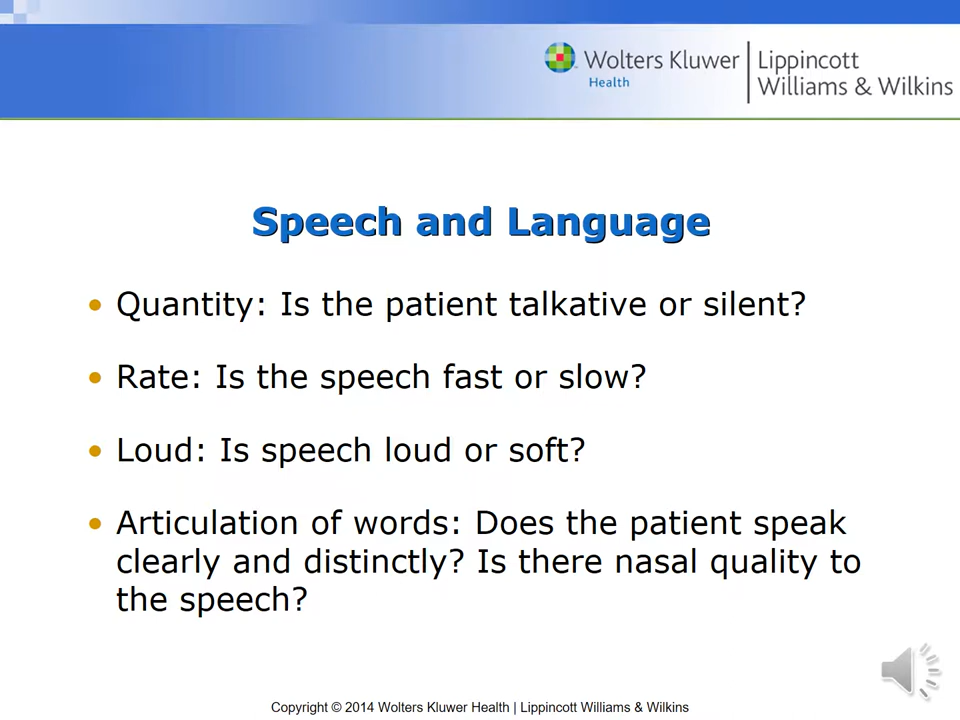 Wolters Kluwer
Health
Lippincott
Williams & Wilkins
Speech and Language
• Quantity: Is the patient talkative or silent?
• Rate: Is the speech fast or slow?
• Loud: Is speech loud or soft?
• Articulation of words: Does the patient speak
clearly and distinctly? Is there nasal quality to
the speech?
Copyright © 2014 Wolters Kluwer Health | Lippincott Williams & Wilkins